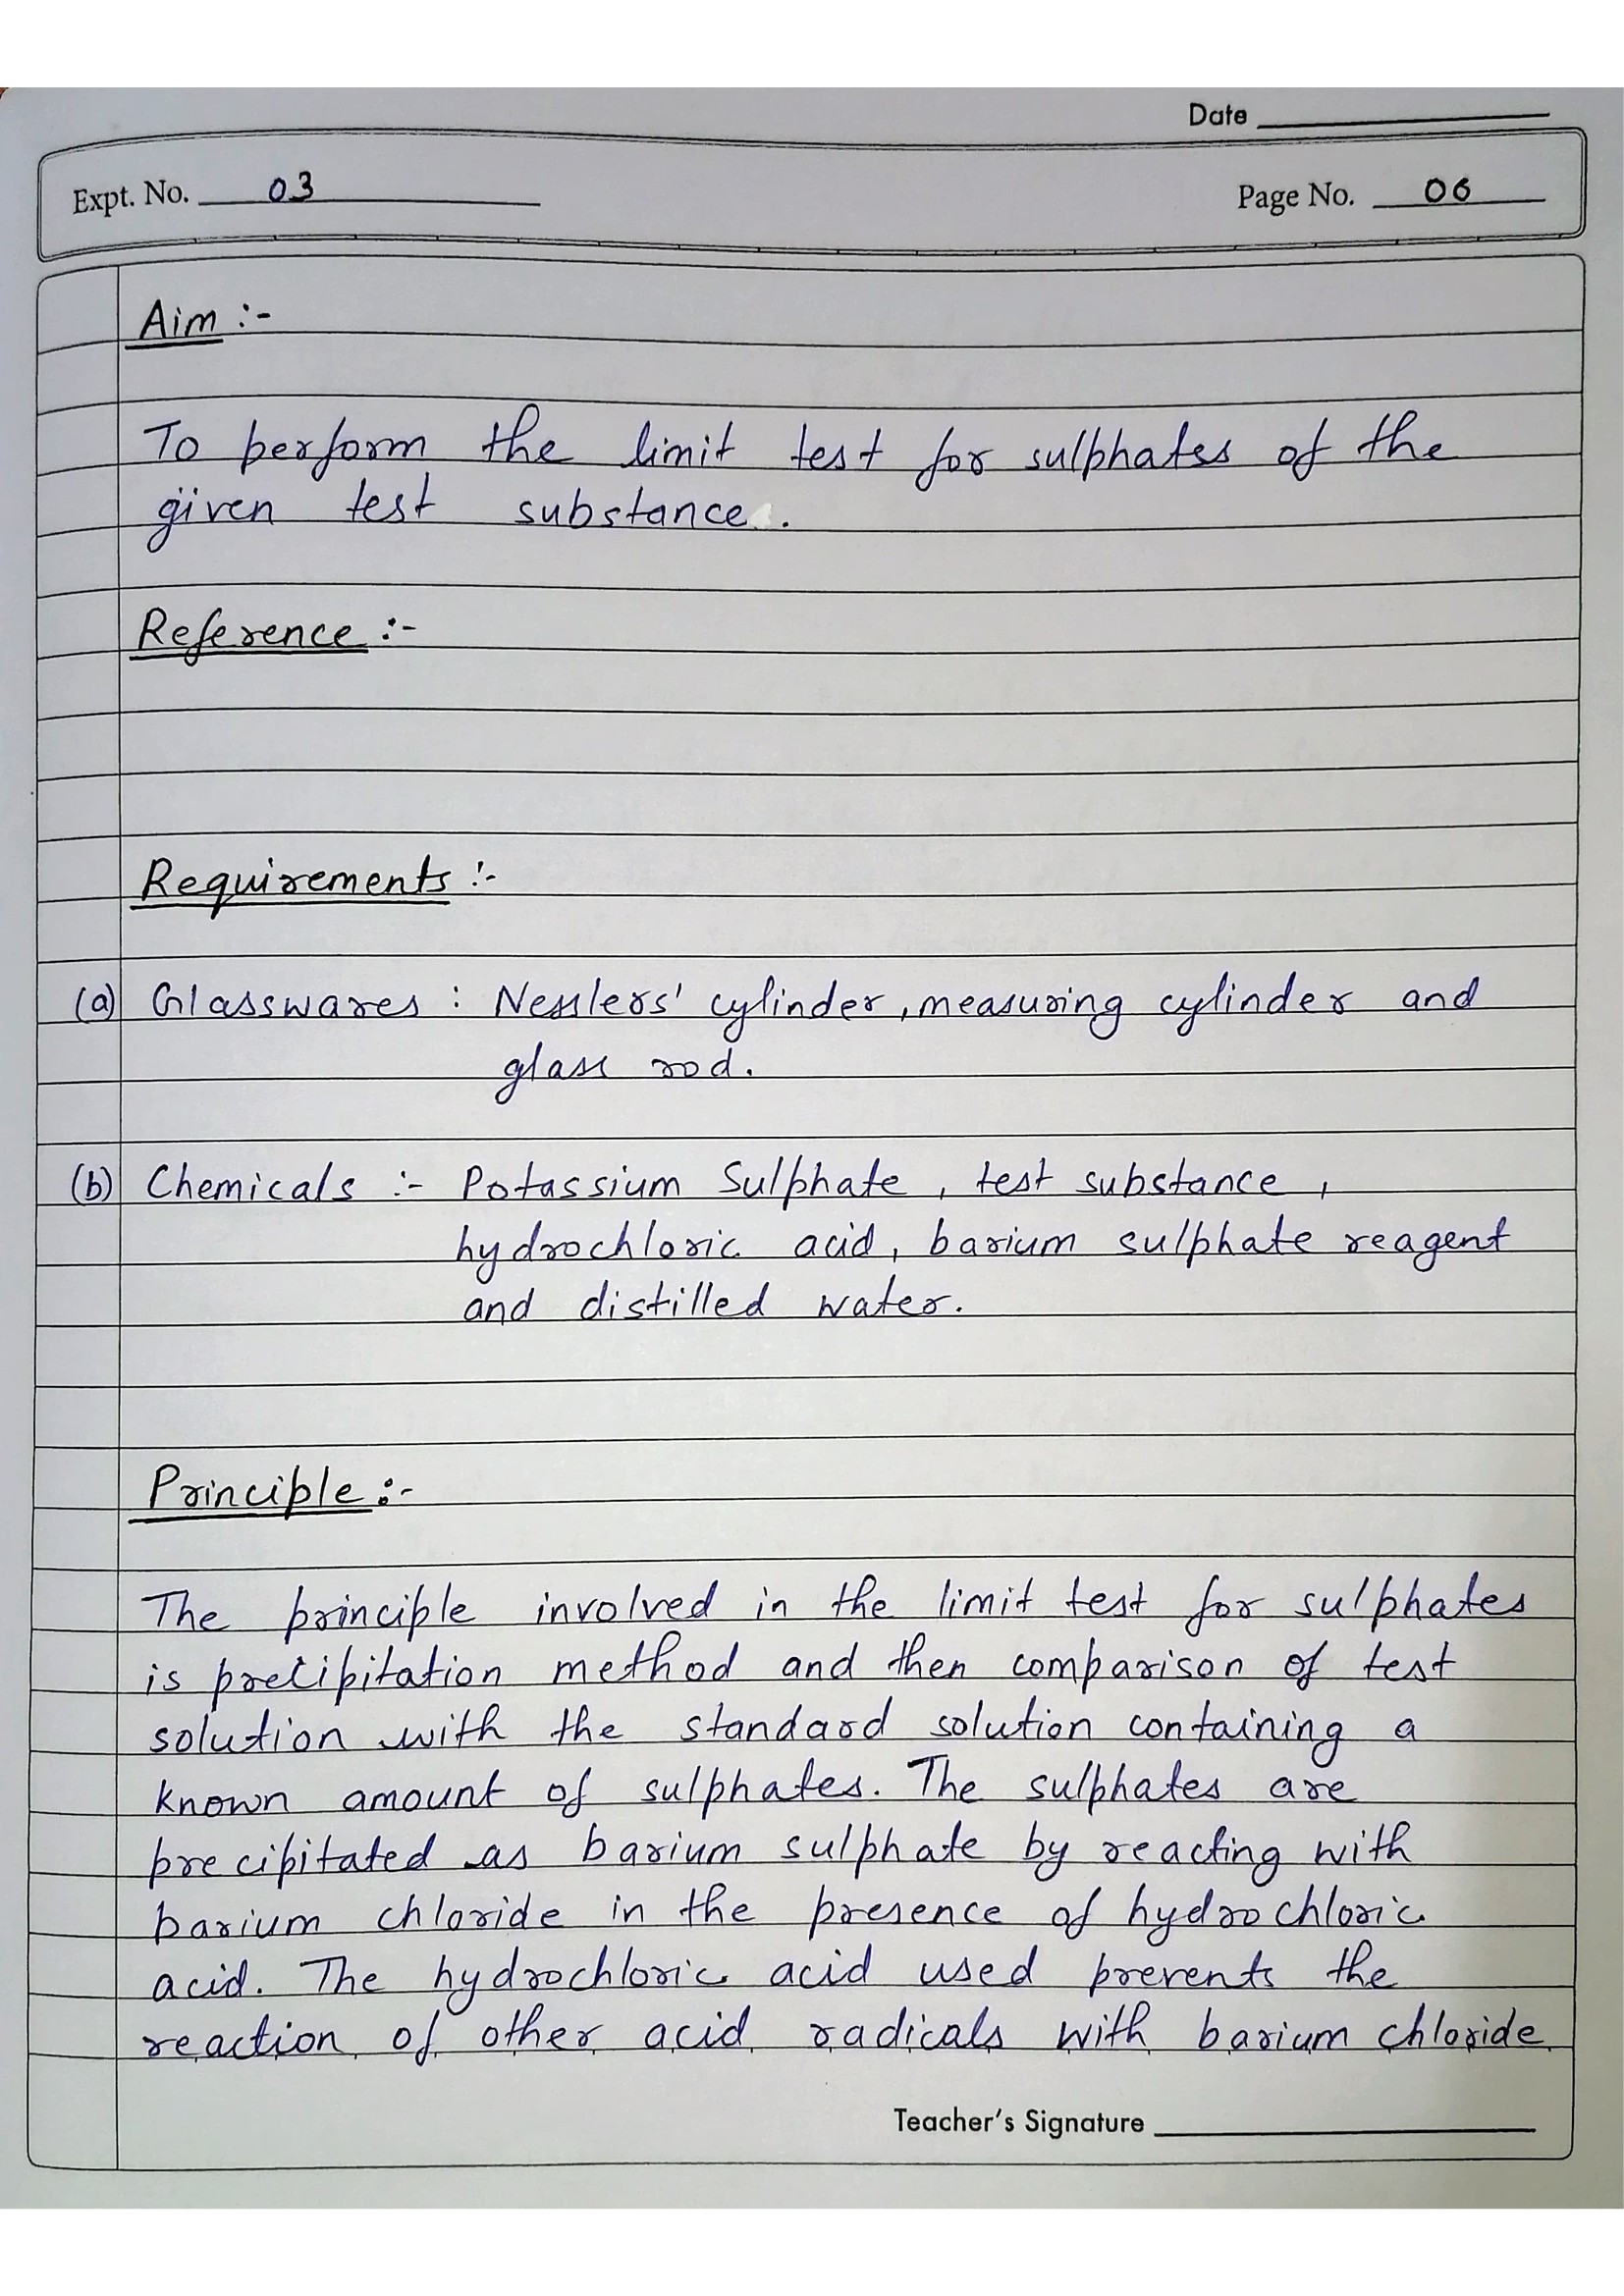 Date
Expt. No. 03
Page No. 06
Aim :-
To perform the limit test for sulphates of the
given test substance.
Reference :-
Requirements :-
(a) Glasswares : Nesslers' cylinder, measuring cylinder and
glass rod.
(b) Chemicals :- Potassium Sulphate, test substance,
hydrochloric acid, barium sulphate reagent
and distilled water.
Principle :-
The principle involved in the limit test for sulphates
is precipitation method and then comparison of test
solution with the standard solution containing a
known amount of sulphates. The sulphates are
precipitated as barium sulphate by reacting with
barium chloride in the presence of hydrochloric
acid. The hydrochloric acid used prevents the
reaction of other acid radicals with barium chloride.
Teacher's Signature